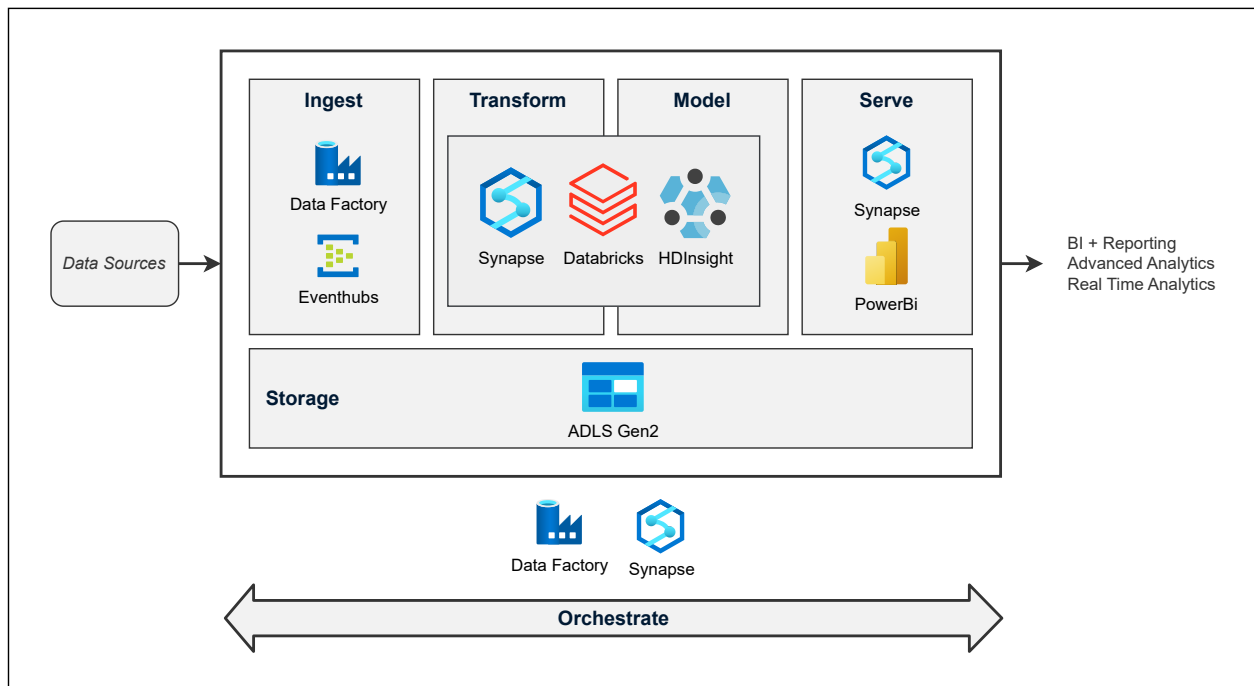 Ingest
Transform
Model
Serve
Data Factory
Eventhubs
Synapse
Databricks
HDInsight
Synapse
PowerBi
Data Sources
BI + Reporting
Advanced Analytics
Real Time Analytics
Storage
ADLS Gen2
Data Factory
Synapse
Orchestrate